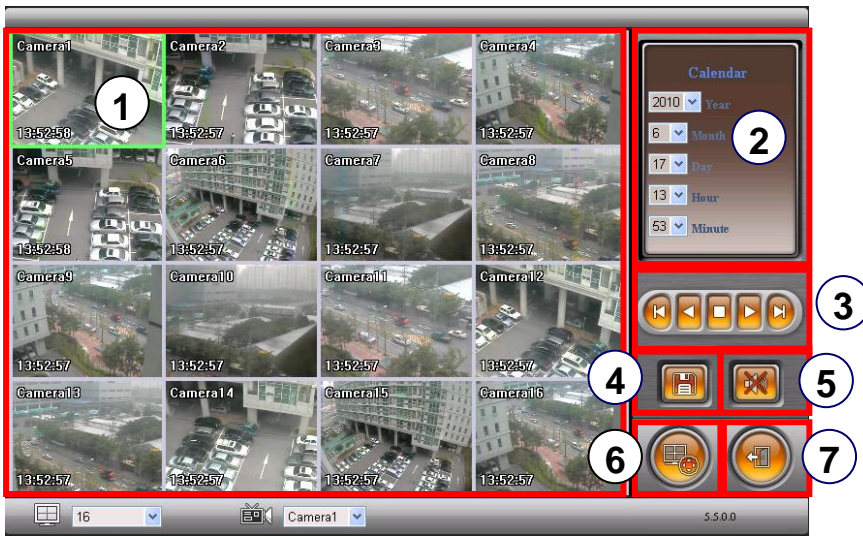 Camera1
Camera2
Camera3
Camera4
1
13:52:58
13:52:57
13:52:57
13:52:57
Camera5
Camera6
Camera7
Camera8
13:52:58
13:52:57
13:52:57
13:52:57
Camera9
Camera10
Camera11
Camera12
13:52:57
13:52:57
13:52:57
13:52:57
Camera13
Camera14
Camera15
Camera16
13:52:57
13:52:57
13:52:57
13:52:57
Calendar
2010 Year
6 Month
2
17 Day
13 Hour
53 Minute
3
4
5
6
7
16
Camera1
5.5.0.0